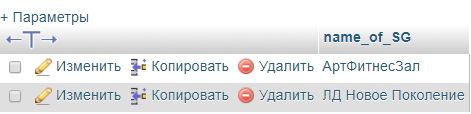 + Параметры
name_of_SG
Изменить Копировать Удалить АртФитнесЗал
Изменить Копировать Удалить ЛД Новое Поколение